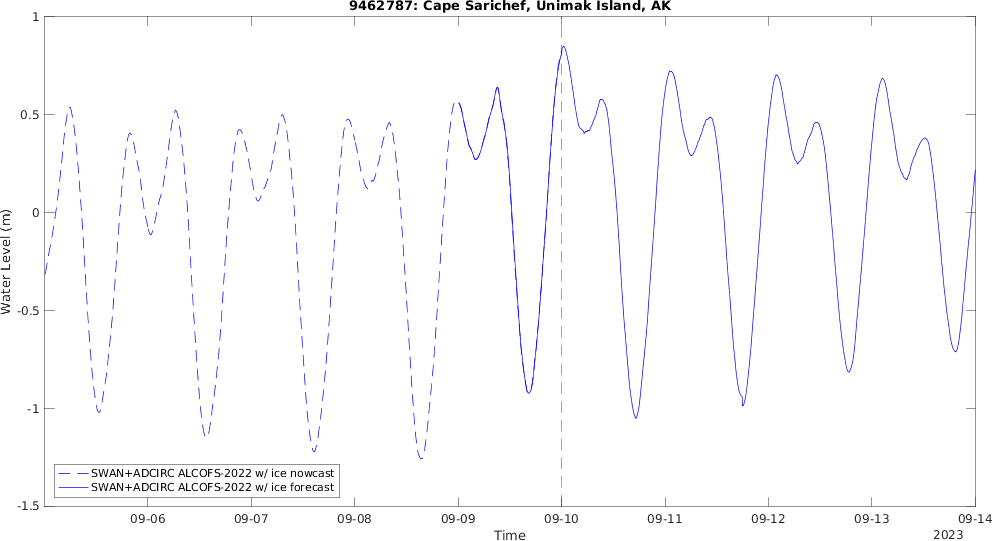 9462787: Cape Sarichef, Unimak Island, AK
Water Level (m)
1
0.5
0
-0.5
-1
-1.5
SWAN+ADCIRC ALCOFS-2022 w/ ice nowcast
SWAN+ADCIRC ALCOFS-2022 w/ ice forecast
09-06 09-07 09-08 09-09 09-10 09-11 09-12 09-13 09-14
Time
2023